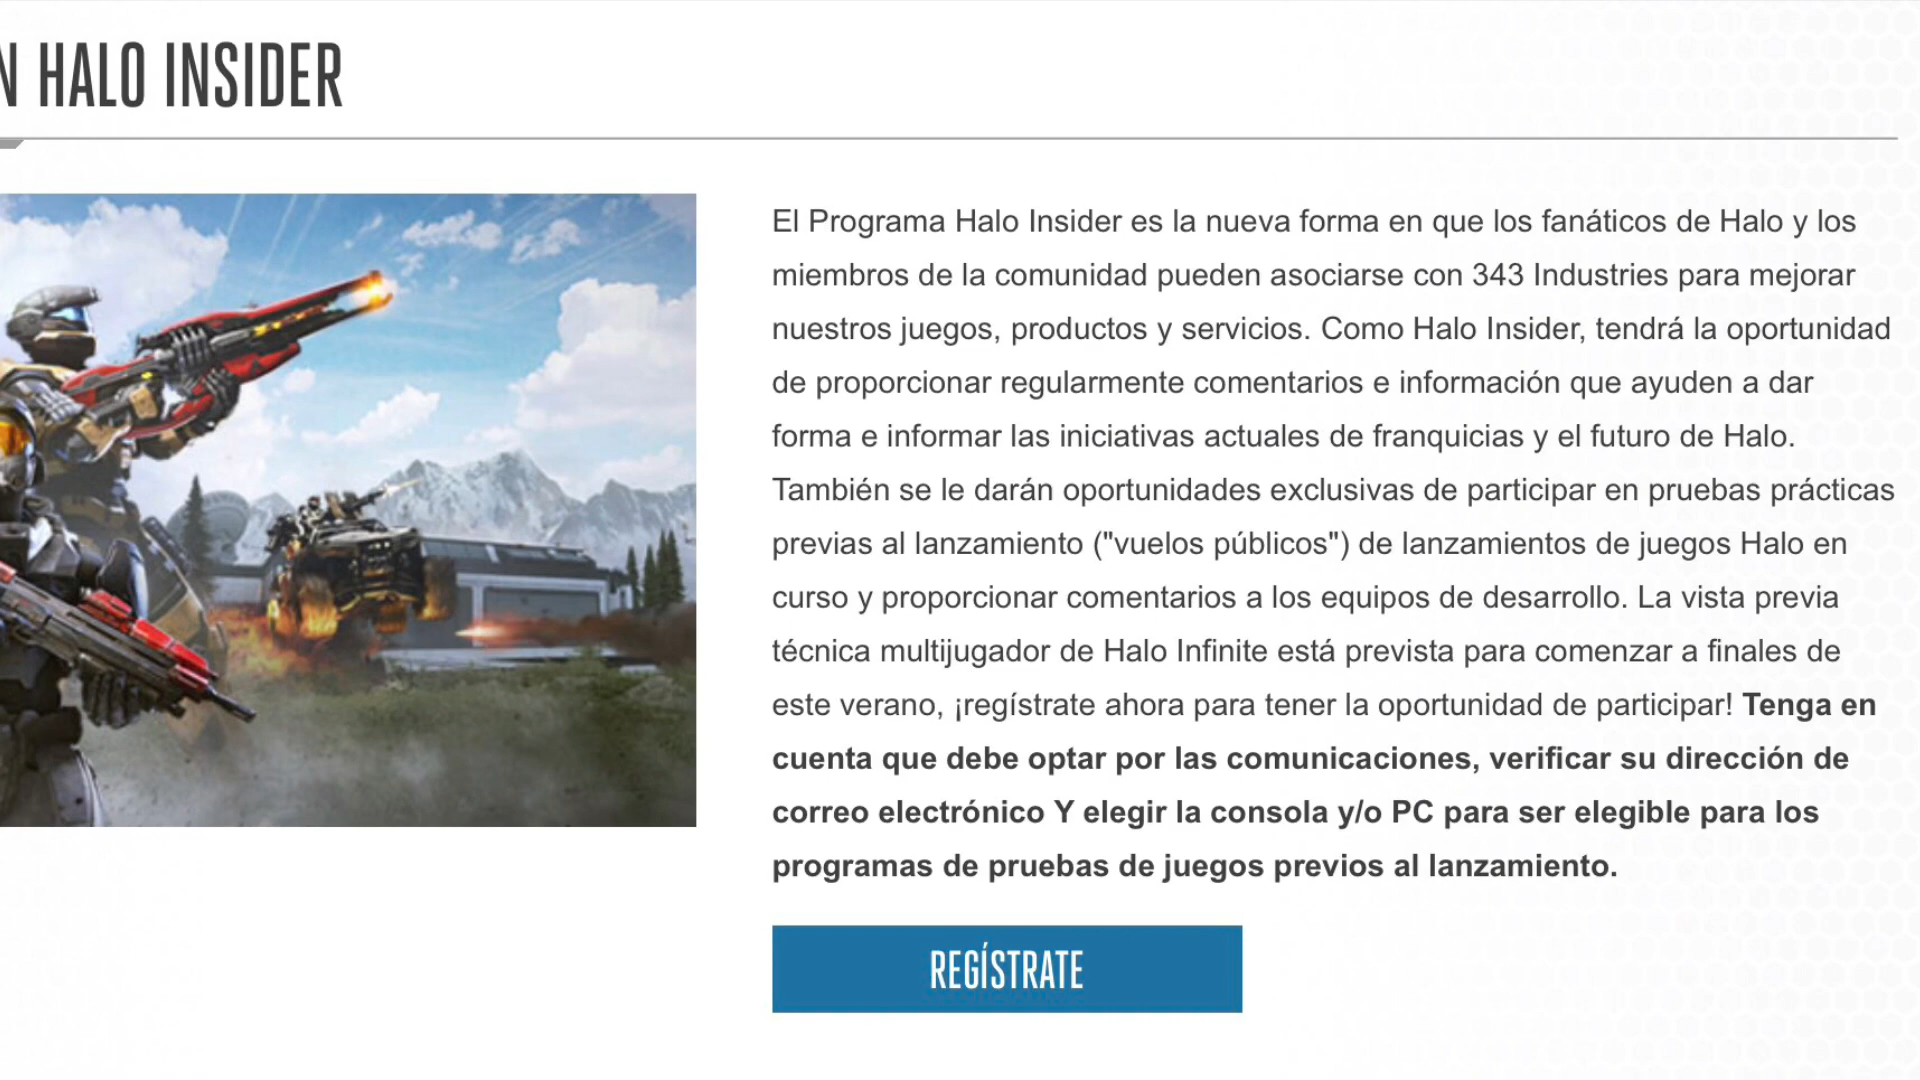 N HALO INSIDER
El Programa Halo Insider es la nueva forma en que los fanáticos de Halo y los
miembros de la comunidad pueden asociarse con 343 Industries para mejorar
nuestros juegos, productos y servicios. Como Halo Insider, tendrá la oportunidad
de proporcionar regularmente comentarios e información que ayuden a dar
forma e informar las iniciativas actuales de franquicias y el futuro de Halo.
También se le darán oportunidades exclusivas de participar en pruebas prácticas
previas al lanzamiento ("vuelos públicos") de lanzamientos de juegos Halo en
curso y proporcionar comentarios a los equipos de desarrollo. La vista previa
técnica multijugador de Halo Infinite está prevista para comenzar a finales de
este verano, ¡regístrate ahora para tener la oportunidad de participar! Tenga en
cuenta que debe optar por las comunicaciones, verificar su dirección de
correo electrónico Y elegir la consola y/o PC para ser elegible para los
programas de pruebas de juegos previos al lanzamiento.
REGÍSTRATE